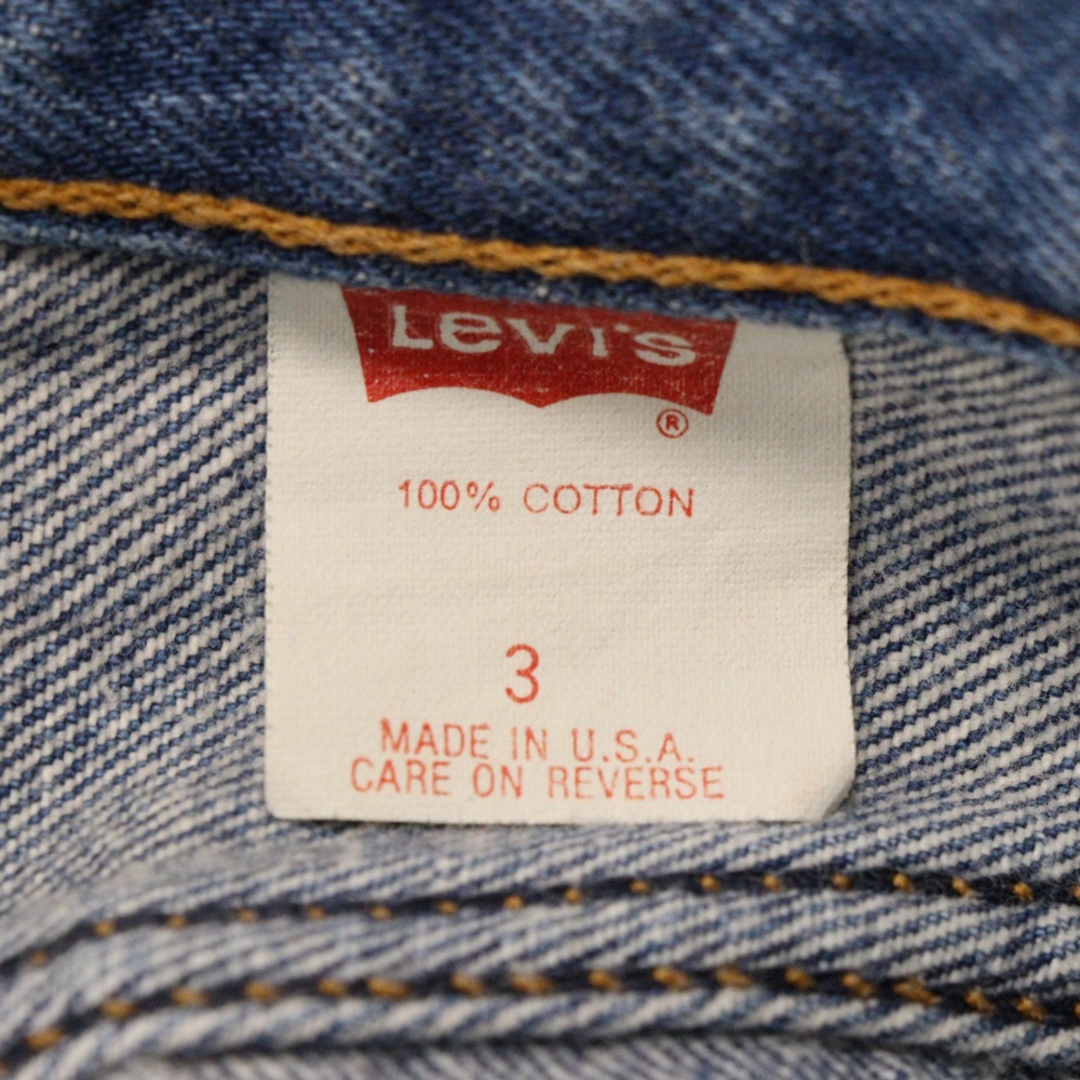 Levi's
®
100% COTTON
3
MADE IN U.S.A.
CARE ON REVERSE